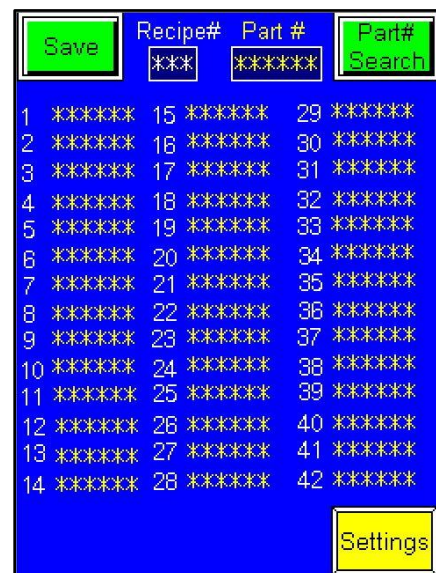 Save Recipe# Part # Part# Search
*** ******
1 ****** 15 ****** 29 ******
2 ****** 16 ****** 30 ******
3 ****** 17 ****** 31 ******
4 ****** 18 ****** 32 ******
5 ****** 19 ****** 33 ******
6 ****** 20 ****** 34 ******
7 ****** 21 ****** 35 ******
8 ****** 22 ****** 36 ******
9 ****** 23 ****** 37 ******
10 ****** 24 ****** 38 ******
11 ****** 25 ****** 39 ******
12 ****** 26 ****** 40 ******
13 ****** 27 ****** 41 ******
14 ****** 28 ****** 42 ******
Settings